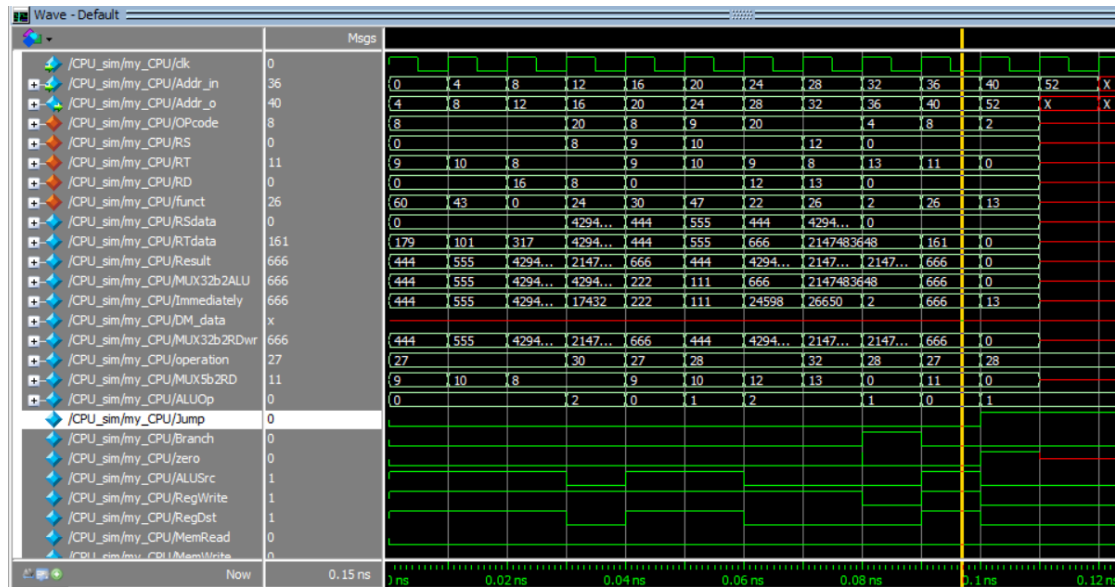 Wave - Default
Msgs
/CPU_sim/my_CPU/clk 0
/CPU_sim/my_CPU/Addr_in 36 0 4 8 12 16 20 24 28 32 36 40 52 X
/CPU_sim/my_CPU/Addr_o 40 4 8 12 16 20 24 28 32 36 40 52 X X
/CPU_sim/my_CPU/OPcode 8 8 20 8 9 20 4 8 2
/CPU_sim/my_CPU/RS 0 0 8 9 10 12 0
/CPU_sim/my_CPU/RT 11 9 10 8 9 10 9 8 13 11 0
/CPU_sim/my_CPU/RD 0 0 16 8 0 12 13 0
/CPU_sim/my_CPU/funct 26 60 43 0 24 30 47 22 26 2 26 13
/CPU_sim/my_CPU/RSdata 0 0 4294... 444 555 444 4294... 0
/CPU_sim/my_CPU/RTdata 161 179 101 317 4294... 444 555 666 2147483648 161 0
/CPU_sim/my_CPU/Result 666 444 555 4294... 2147... 666 444 4294... 2147... 2147... 666 0
/CPU_sim/my_CPU/MUX32b2ALU 666 444 555 4294... 4294... 222 111 666 2147483648 666 0
/CPU_sim/my_CPU/Immediately 666 444 555 4294... 17432 222 111 24598 26650 2 666 13
/CPU_sim/my_CPU/DM_data x
/CPU_sim/my_CPU/MUX32b2RDwr 666 444 555 4294... 2147... 666 444 4294... 2147... 2147... 666 0
/CPU_sim/my_CPU/operation 27 27 30 27 28 32 28 27 28
/CPU_sim/my_CPU/MUX5b2RD 11 9 10 8 9 10 12 13 0 11 0
/CPU_sim/my_CPU/ALUOp 0 0 2 0 1 2 1 0 1
/CPU_sim/my_CPU/Jump 0
/CPU_sim/my_CPU/Branch 0
/CPU_sim/my_CPU/zero 0
/CPU_sim/my_CPU/ALUSrc 1
/CPU_sim/my_CPU/RegWrite 1
/CPU_sim/my_CPU/RegDst 1
/CPU_sim/my_CPU/MemRead 0
/CPU_sim/my_CPU/MemWrite 0
Now 0.15 ns 0.02 ns 0.04 ns 0.06 ns 0.08 ns 0.1 ns 0.12